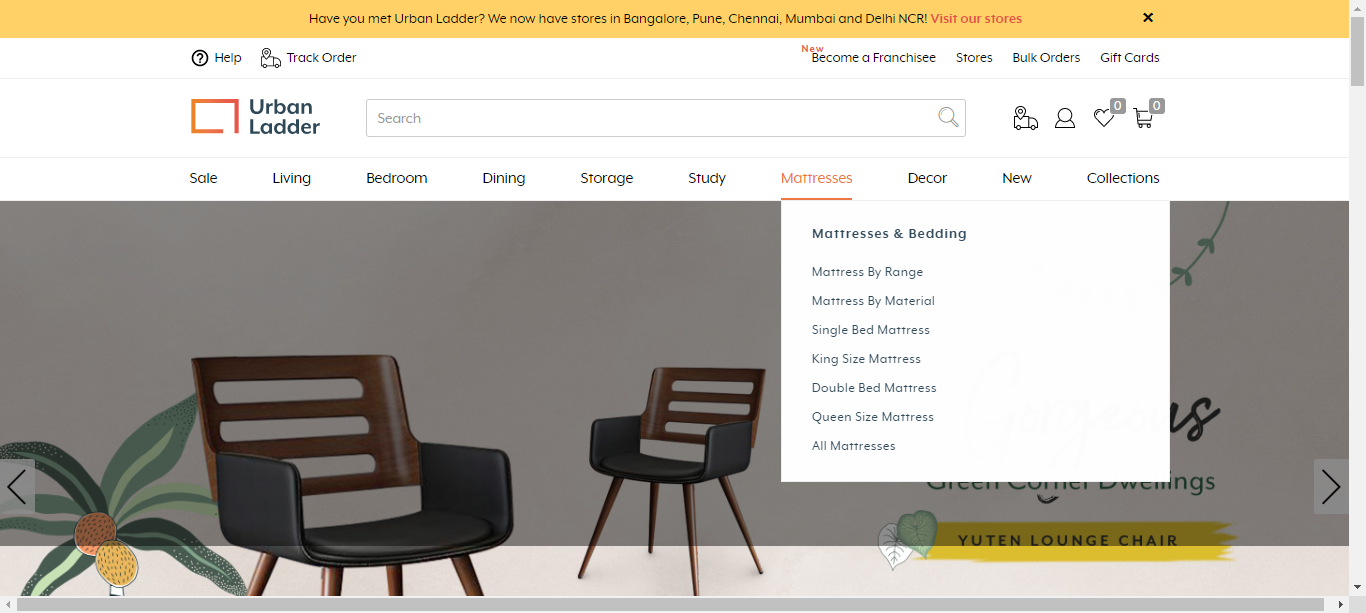 Have you met Urban Ladder? We now have stores in Bangalore, Pune, Chennai, Mumbai and Delhi NCR! Visit our stores
Help
Track Order
New
Become a Franchisee
Stores
Bulk Orders
Gift Cards
Urban
Ladder
Search
0
0
Sale
Living
Bedroom
Dining
Storage
Study
Mattresses
Decor
New
Collections
Mattresses & Bedding
Mattress By Range
Mattress By Material
Single Bed Mattress
King Size Mattress
Double Bed Mattress
Queen Size Mattress
All Mattresses
Gorgeous
Green Corner Dwellings
YUTEN LOUNGE CHAIR